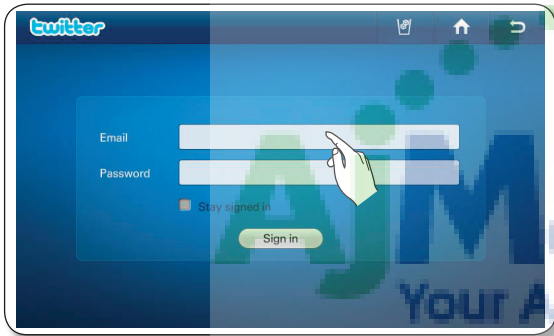 twitter
Email
Password
Stay signed in
Sign in
AjM
Your A